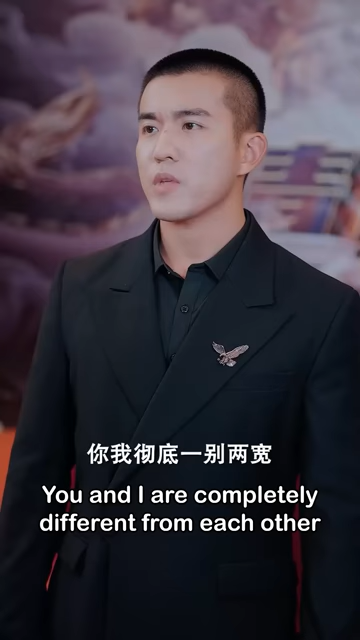 你我彻底一别两宽
You and I are completely
different from each other